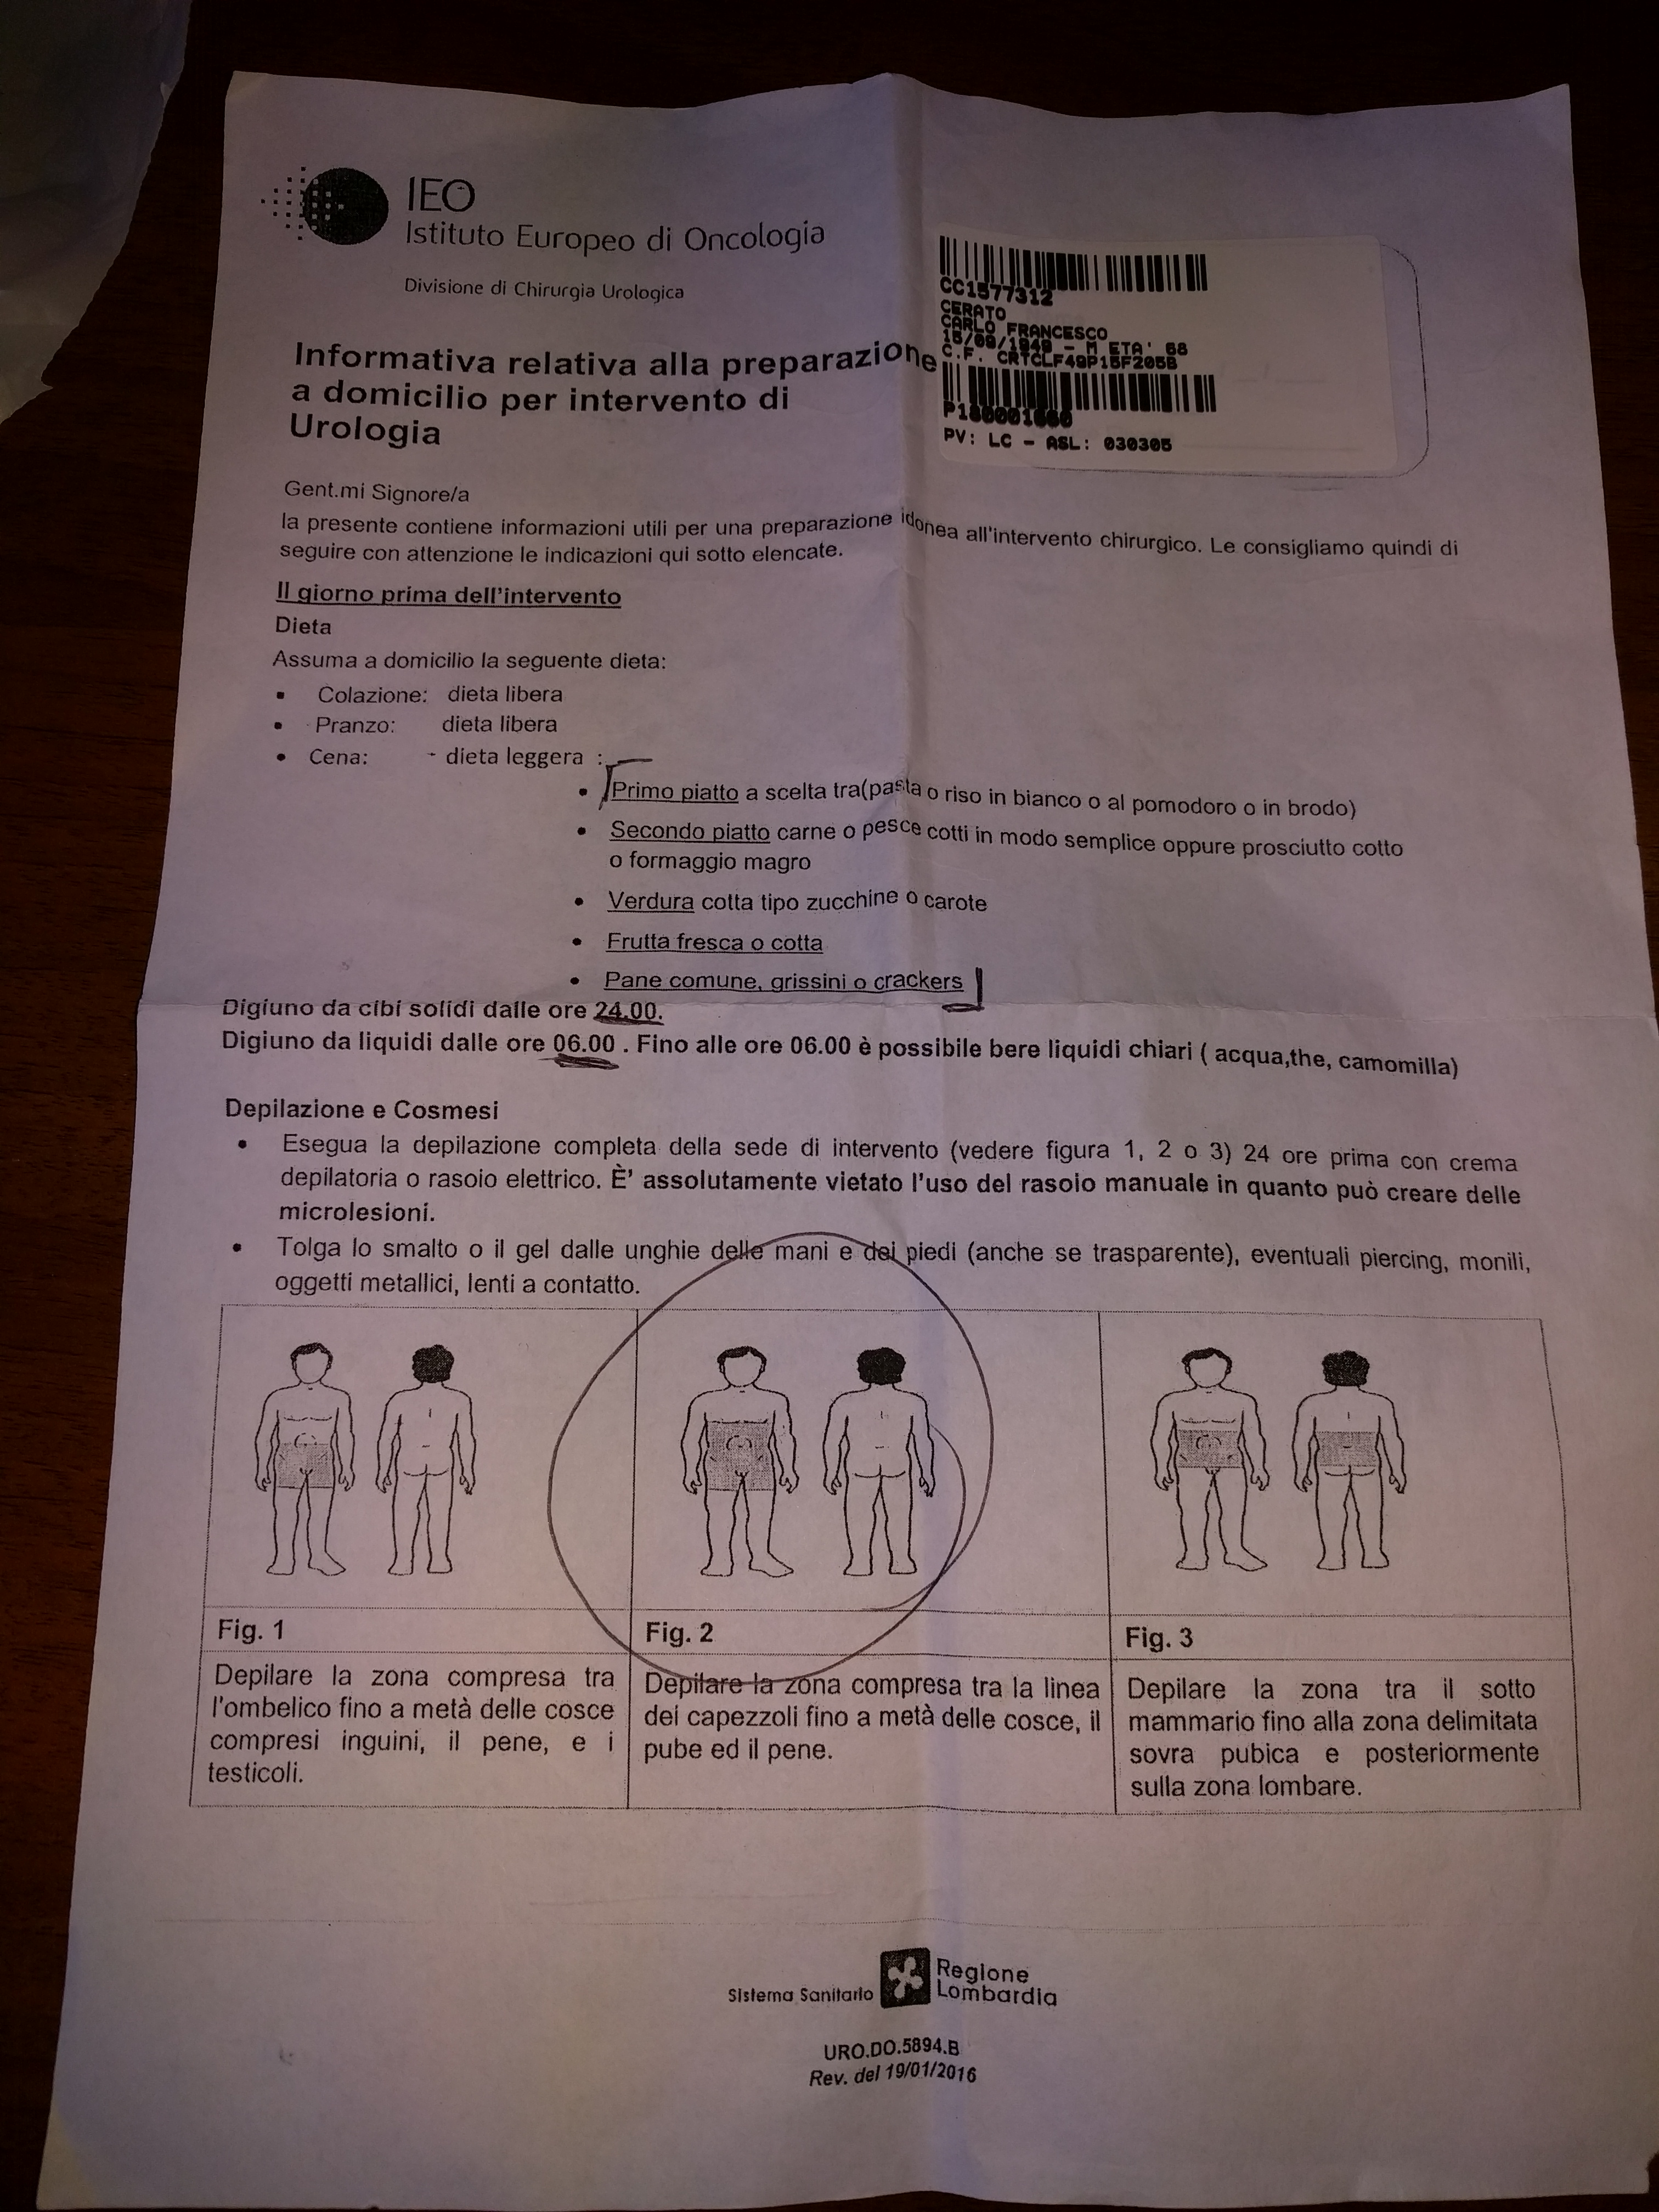 IEO
Istituto Europeo di Oncologia
Divisione di Chirurgia Urologica
CC1577312
CERATO
CARLO FRANCESCO
15/09/1949 - M ETA' 68
C.F. CRTCLF49P15F205B
PV: LC - ASL: 030305
Informativa relativa alla preparazione
a domicilio per intervento di
Urologia
Gent.mi Signore/a
la presente contiene informazioni utili per una preparazione idonea all'intervento chirurgico. Le consigliamo quindi di
seguire con attenzione le indicazioni qui sotto elencate.
Il giorno prima dell'intervento
Dieta
Assuma a domicilio la seguente dieta:
• Colazione: dieta libera
• Pranzo: dieta libera
• Cena: - dieta leggera :
• Primo piatto a scelta tra(pasta o riso in bianco o al pomodoro o in brodo)
• Secondo piatto carne o pesce cotti in modo semplice oppure prosciutto cotto
o formaggio magro
• Verdura cotta tipo zucchine o carote
• Frutta fresca o cotta
• Pane comune, grissini o crackers
Digiuno da cibi solidi dalle ore 24.00.
Digiuno da liquidi dalle ore 06.00 . Fino alle ore 06.00 è possibile bere liquidi chiari ( acqua,the, camomilla)
Depilazione e Cosmesi
• Esegua la depilazione completa della sede di intervento (vedere figura 1, 2 o 3) 24 ore prima con crema
depilatoria o rasoio elettrico. È' assolutamente vietato l'uso del rasoio manuale in quanto può creare delle
microlesioni.
• Tolga lo smalto o il gel dalle unghie delle mani e dei piedi (anche se trasparente), eventuali piercing, monili,
oggetti metallici, lenti a contatto.
Fig. 1
Depilare la zona compresa tra
l'ombelico fino a metà delle cosce
compresi inguini, il pene, e i
testicoli.
Fig. 2
Depilare la zona compresa tra la linea
dei capezzoli fino a metà delle cosce, il
pube ed il pene.
Fig. 3
Depilare la zona tra il sotto
mammario fino alla zona delimitata
sovra pubica e posteriormente
sulla zona lombare.
Sistema Sanitario
Regione
Lombardia
URO.DO.5894.B
Rev. del 19/01/2016